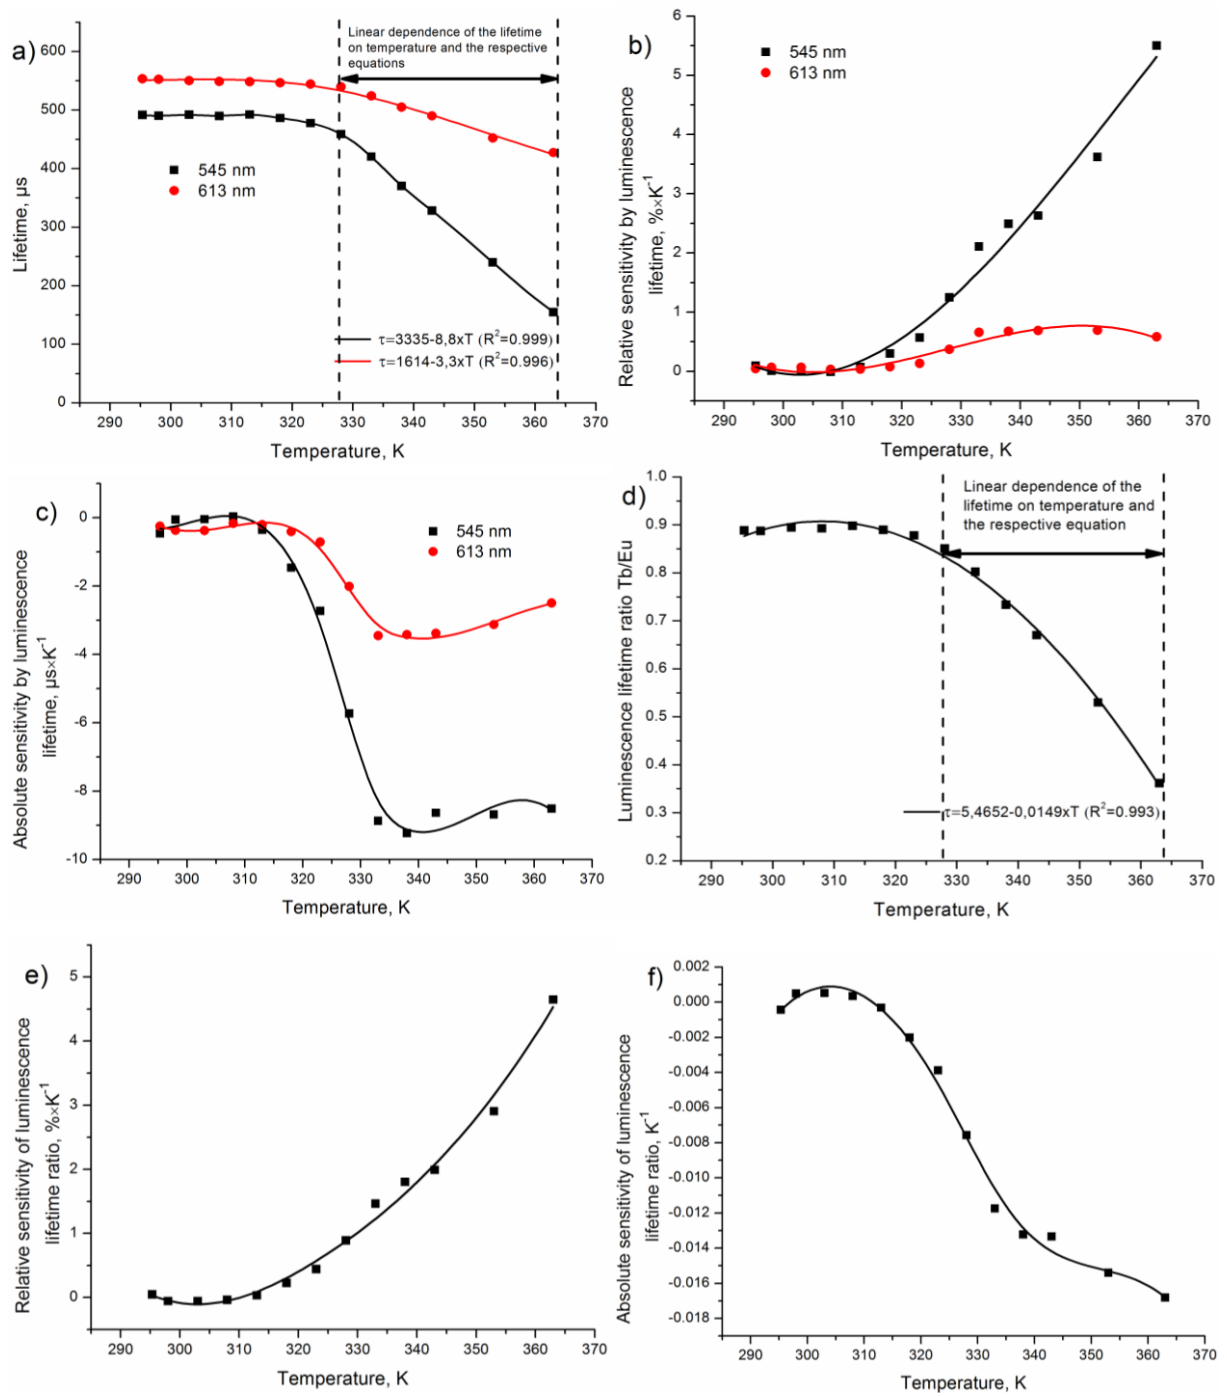 a)
Linear dependence of the lifetime
on temperature and the respective
equations
600
500
400
300
200
100
0
Lifetime, µs
545 nm
613 nm
τ=3335-8,8xT (R²=0.999)
τ=1614-3,3xT (R²=0.996)
290 300 310 320 330 340 350 360 370
Temperature, K
b)
6
5
4
3
2
1
0
Relative sensitivity by luminescence
lifetime, %×K⁻¹
545 nm
613 nm
290 300 310 320 330 340 350 360 370
Temperature, K
c)
0
-2
-4
-6
-8
-10
Absolute sensitivity by luminescence
lifetime, µs×K⁻¹
545 nm
613 nm
290 300 310 320 330 340 350 360 370
Temperature, K
d)
Linear dependence of the
lifetime on temperature and
the respective equation
1.0
0.9
0.8
0.7
0.6
0.5
0.4
0.3
0.2
Luminescence lifetime ratio Tb/Eu
τ=5,4652-0,0149xT (R²=0.993)
290 300 310 320 330 340 350 360 370
Temperature, K
e)
5
4
3
2
1
0
Relative sensitivity of luminescence
lifetime ratio, %×K⁻¹
290 300 310 320 330 340 350 360 370
Temperature, K
f)
0.002
0.000
-0.002
-0.004
-0.006
-0.008
-0.010
-0.012
-0.014
-0.016
-0.018
Absolute sensitivity of luminescence
lifetime ratio, K⁻¹
290 300 310 320 330 340 350 360 370
Temperature, K